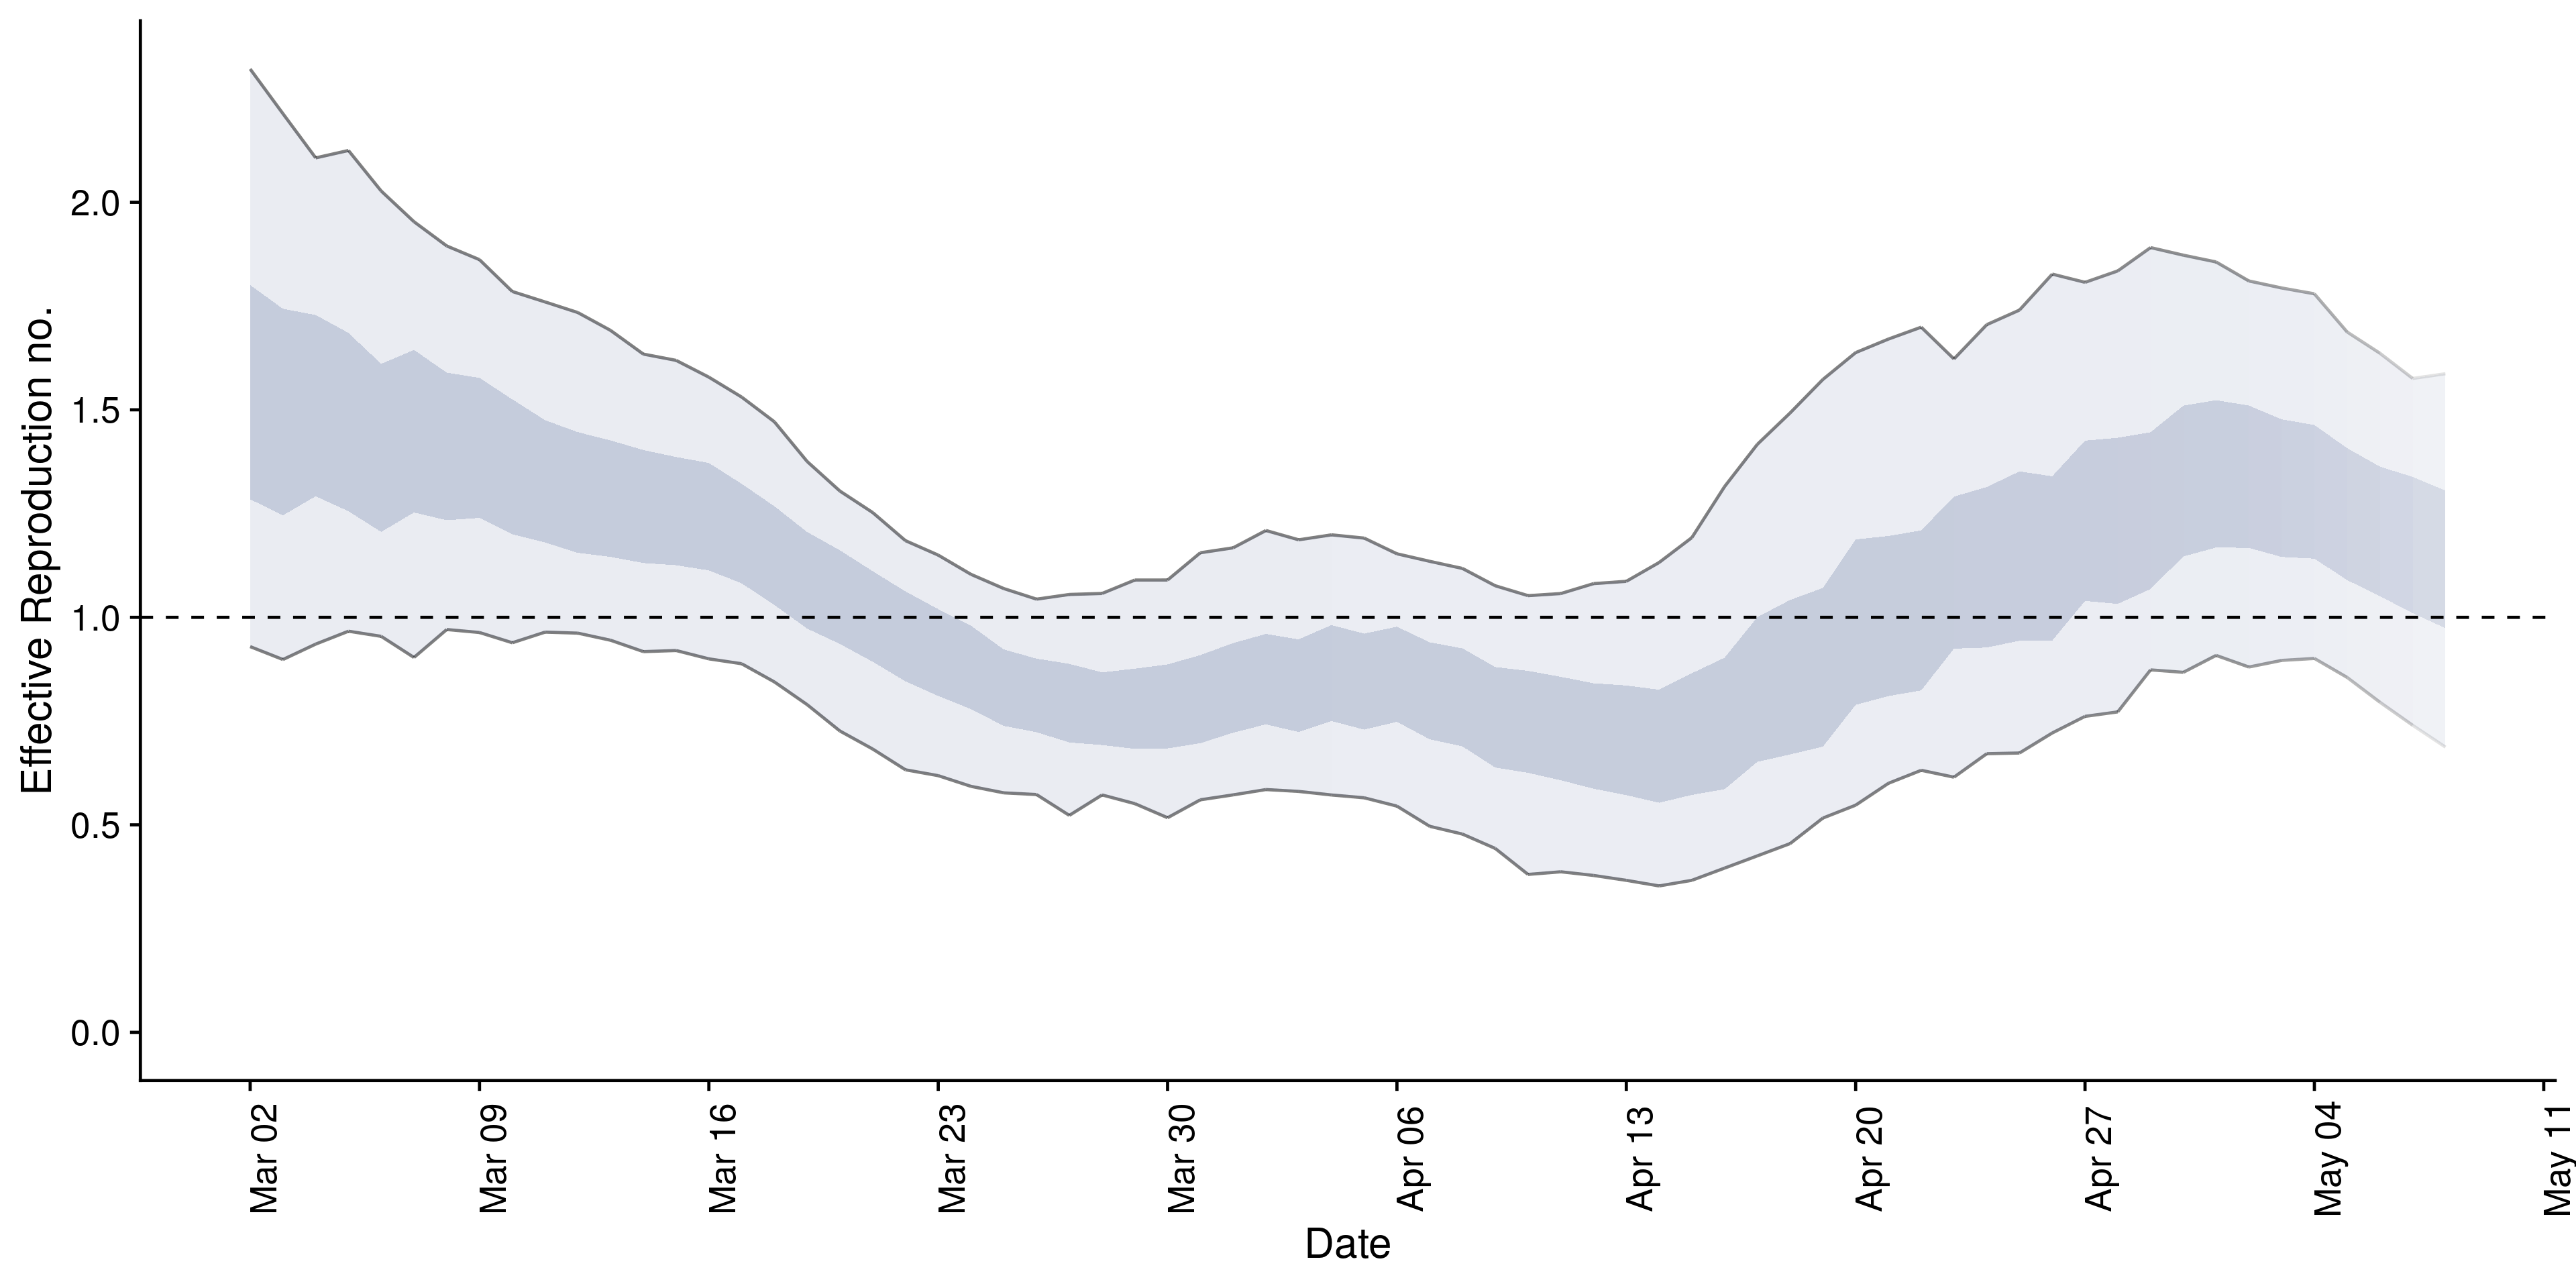 Effective Reproduction no.
2.0
1.5
1.0
0.5
0.0
Mar 02
Mar 09
Mar 16
Mar 23
Mar 30
Apr 06
Apr 13
Apr 20
Apr 27
May 04
May 11
Date